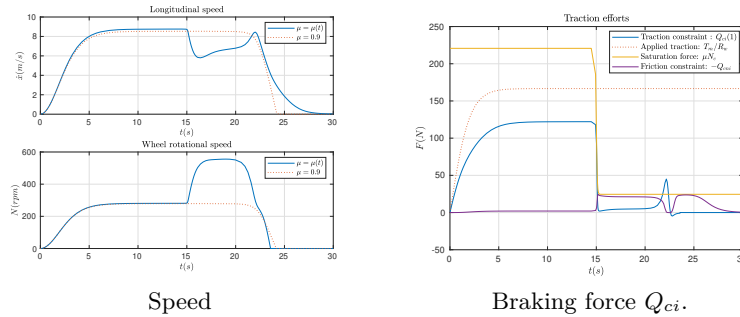 Longitudinal speed
10
8
6
4
2
0
ẋ(m/s)
μ = μ(t)
μ = 0.9
0 5 10 15 20 25 30
t(s)
Wheel rotational speed
600
400
200
0
N(rpm)
μ = μ(t)
μ = 0.9
0 5 10 15 20 25 30
t(s)
Speed
Traction efforts
250
200
150
100
50
0
-50
F(N)
Traction constraint : Q_ci(1)
Applied traction: T_w/R_w
Saturation force: μN_c
Friction constraint: −Q_cni
0 5 10 15 20 25 30
t(s)
Braking force Q_ci.